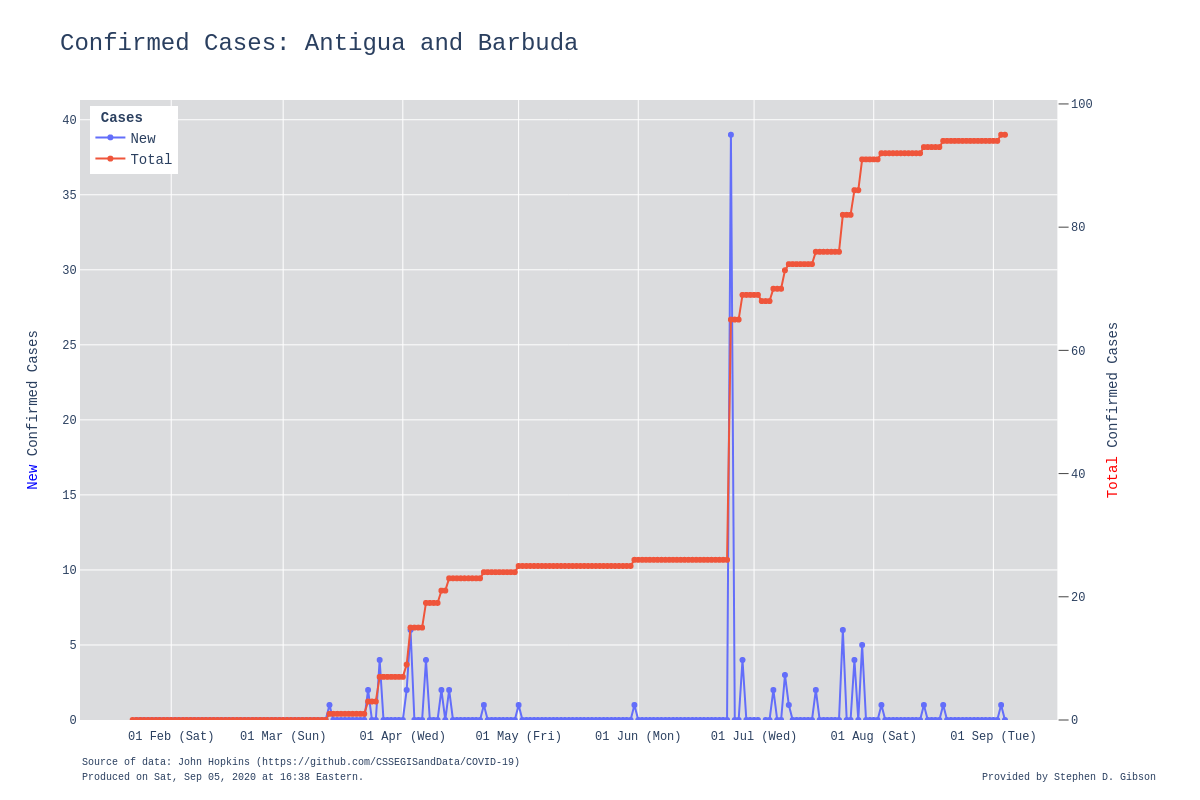 Confirmed Cases: Antigua and Barbuda
Cases
New
Total
40
35
30
25
20
15
10
5
0
100
80
60
40
20
0
New Confirmed Cases
Total Confirmed Cases
01 Feb (Sat) 01 Mar (Sun) 01 Apr (Wed) 01 May (Fri) 01 Jun (Mon) 01 Jul (Wed) 01 Aug (Sat) 01 Sep (Tue)
Source of data: John Hopkins (https://github.com/CSSEGISandData/COVID-19)
Produced on Sat, Sep 05, 2020 at 16:38 Eastern.
Provided by Stephen D. Gibson